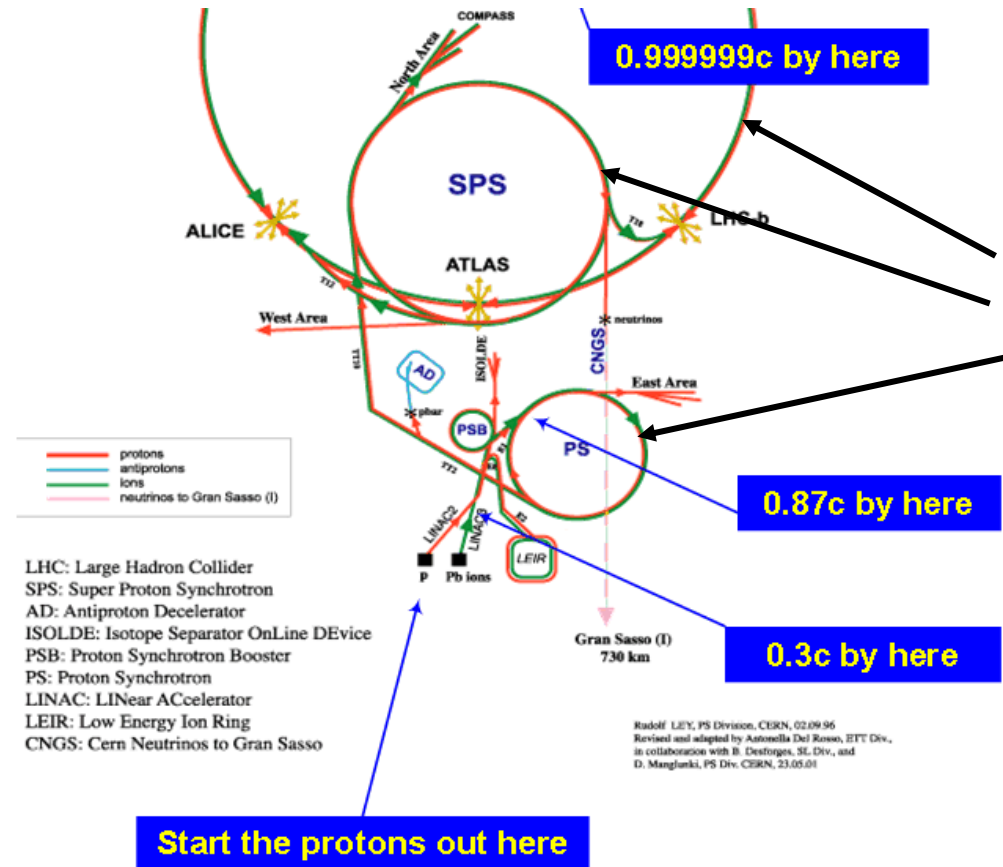 COMPASS
North Area
0.999999c by here
SPS
ALICE
LHC-b
TI8
ATLAS
TI2
West Area
neutrinos
CNGS
ISOLDE
TT10
AD
East Area
pbar
PSB
PS
protons
antiprotons
ions
neutrinos to Gran Sasso (I)
TT2
E2
LINAC2
LINAC3
LEIR
p
Pb ions
0.87c by here
Gran Sasso (I)
730 km
0.3c by here
LHC: Large Hadron Collider
SPS: Super Proton Synchrotron
AD: Antiproton Decelerator
ISOLDE: Isotope Separator OnLine DEvice
PSB: Proton Synchrotron Booster
PS: Proton Synchrotron
LINAC: LINear ACcelerator
LEIR: Low Energy Ion Ring
CNGS: Cern Neutrinos to Gran Sasso
Rudolf LEY, PS Division, CERN, 02.09.96
Revised and adapted by Antonella Del Rosso, ETT Div.,
in collaboration with B. Desforges, SL Div., and
D. Manglunki, PS Div. CERN, 23.05.01
Start the protons out here